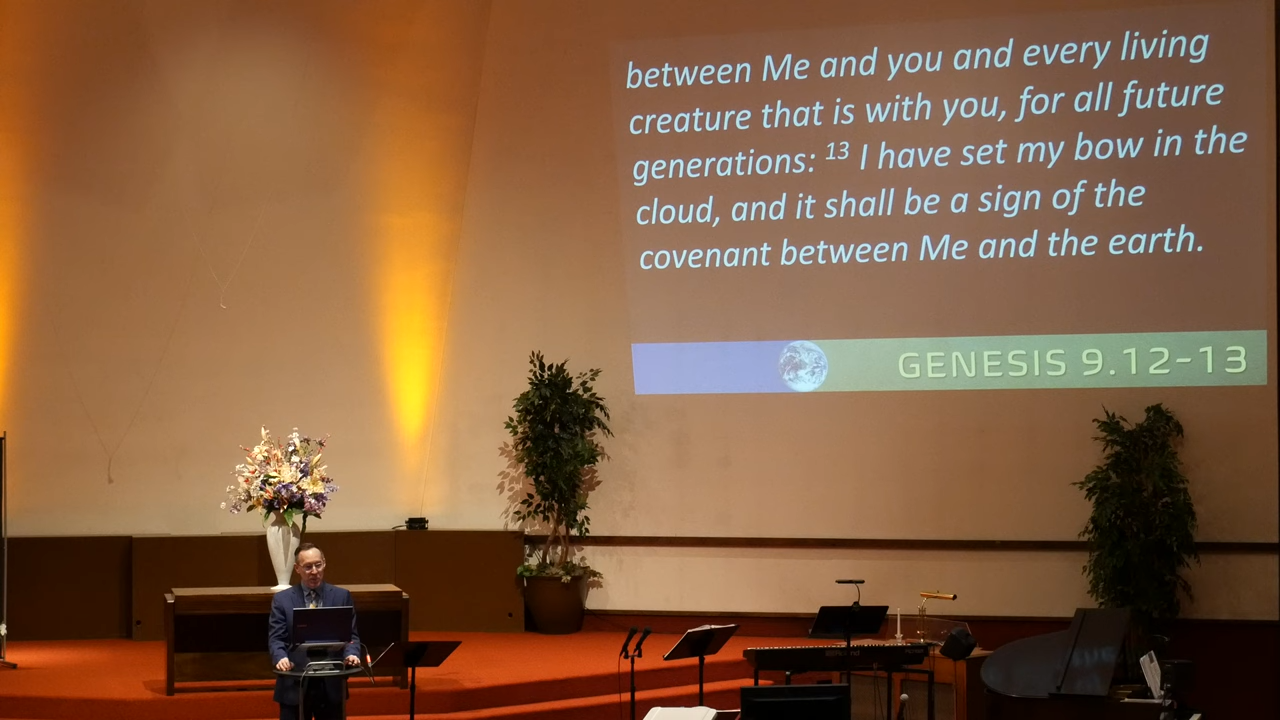 between Me and you and every living
creature that is with you, for all future
generations: 13 I have set my bow in the
cloud, and it shall be a sign of the
covenant between Me and the earth.
GENESIS 9.12-13